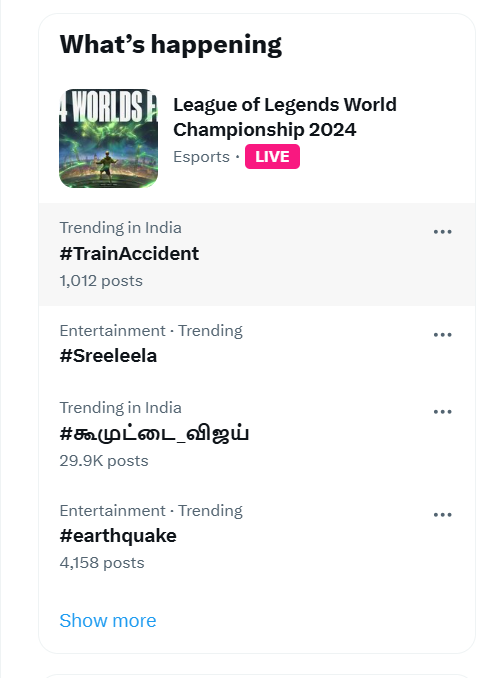 What's happening
4 WORLDS F
League of Legends World
Championship 2024
Esports · LIVE
Trending in India
#TrainAccident
1,012 posts
Entertainment · Trending
#Sreeleela
Trending in India
#கூமுட்டை_விஜய்
29.9K posts
Entertainment · Trending
#earthquake
4,158 posts
Show more